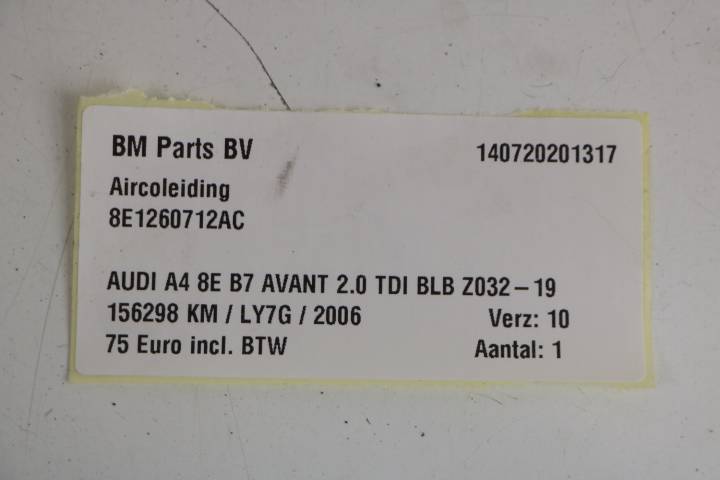 BM Parts BV 140720201317
Aircoleiding
8E1260712AC
AUDI A4 8E B7 AVANT 2.0 TDI BLB Z032-19
156298 KM / LY7G / 2006 Verz: 10
75 Euro incl. BTW Aantal: 1